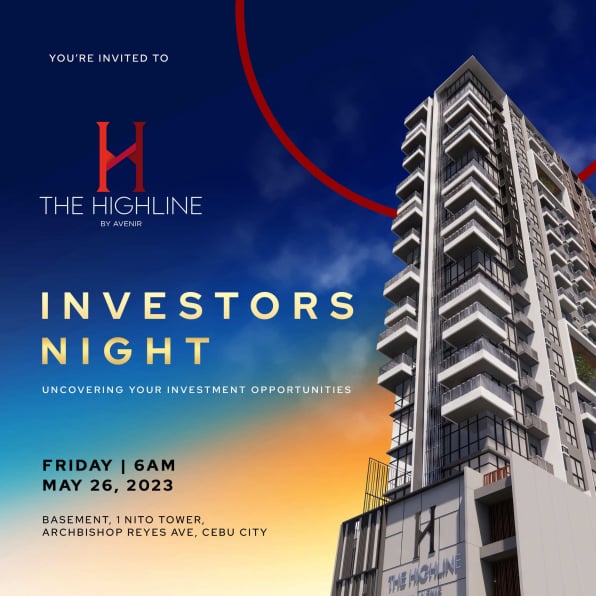 YOU'RE INVITED TO
H
THE HIGHLINE
BY AVENIR
INVESTORS
NIGHT
UNCOVERING YOUR INVESTMENT OPPORTUNITIES
FRIDAY | 6AM
MAY 26, 2023
BASEMENT, 1 NITO TOWER,
ARCHBISHOP REYES AVE, CEBU CITY
H
THE HIGHLINE